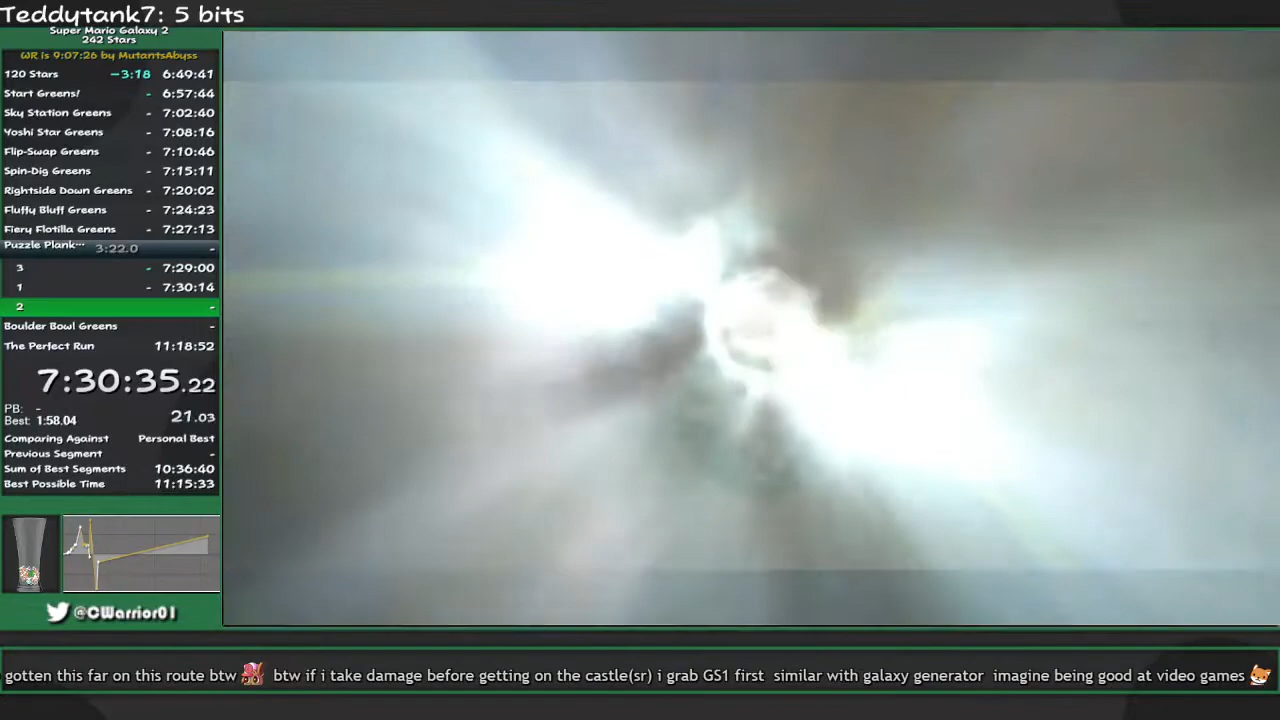 Teddytank7: 5 bits
Super Mario Galaxy 2
242 Stars
WR is 9:07:26 by MutantsAbyss
120 Stars −3:18 6:49:41
Start Greens! - 6:57:44
Sky Station Greens - 7:02:40
Yoshi Star Greens - 7:08:16
Flip-Swap Greens - 7:10:46
Spin-Dig Greens - 7:15:11
Rightside Down Greens - 7:20:02
Fluffy Bluff Greens - 7:24:23
Fiery Flotilla Greens - 7:27:13
Puzzle Plank... 3:22.0 -
3 - 7:29:00
1 - 7:30:14
2 -
Boulder Bowl Greens -
The Perfect Run 11:18:52
7:30:35.22
PB: -
Best: 1:58.04 21.03
Comparing Against Personal Best
Previous Segment -
Sum of Best Segments 10:36:40
Best Possible Time 11:15:33
@CWarrior01
gotten this far on this route btw btw if i take damage before getting on the castle(sr) i grab GS1 first similar with galaxy generator imagine being good at video games